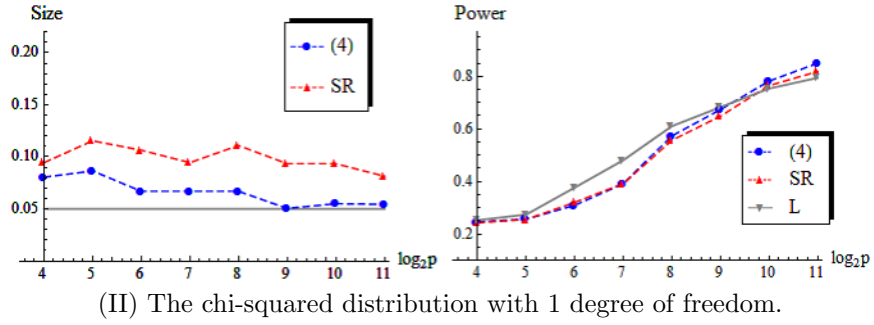 Size
0.20
0.15
0.10
0.05
4 5 6 7 8 9 10 11
log₂p
(4)
SR
Power
0.8
0.6
0.4
0.2
4 5 6 7 8 9 10 11
log₂p
(4)
SR
L
(II) The chi-squared distribution with 1 degree of freedom.